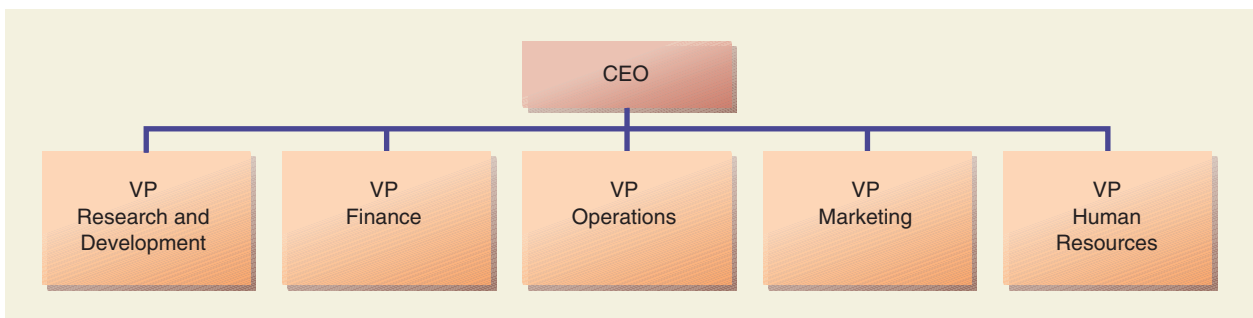 CEO
VP
Research and
Development
VP
Finance
VP
Operations
VP
Marketing
VP
Human
Resources